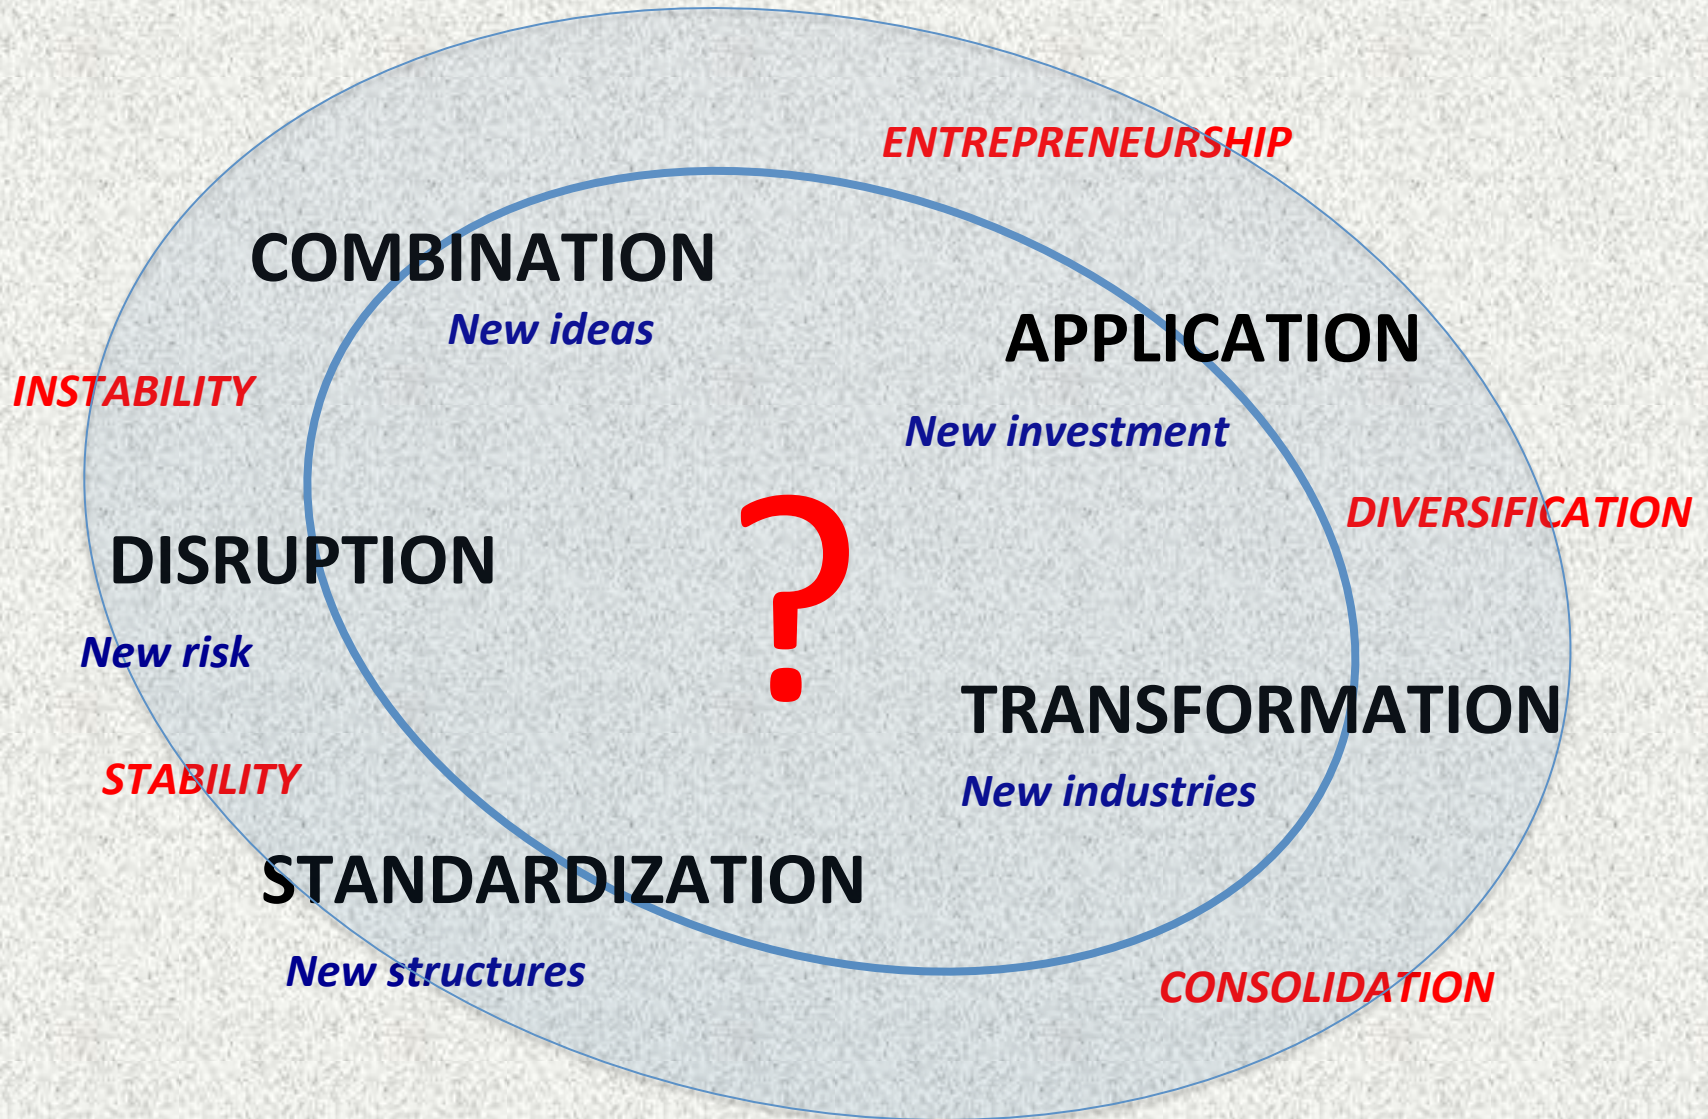 ENTREPRENEURSHIP
COMBINATION
New ideas
APPLICATION
INSTABILITY
New investment
DIVERSIFICATION
?
DISRUPTION
New risk
TRANSFORMATION
STABILITY
New industries
STANDARDIZATION
New structures
CONSOLIDATION